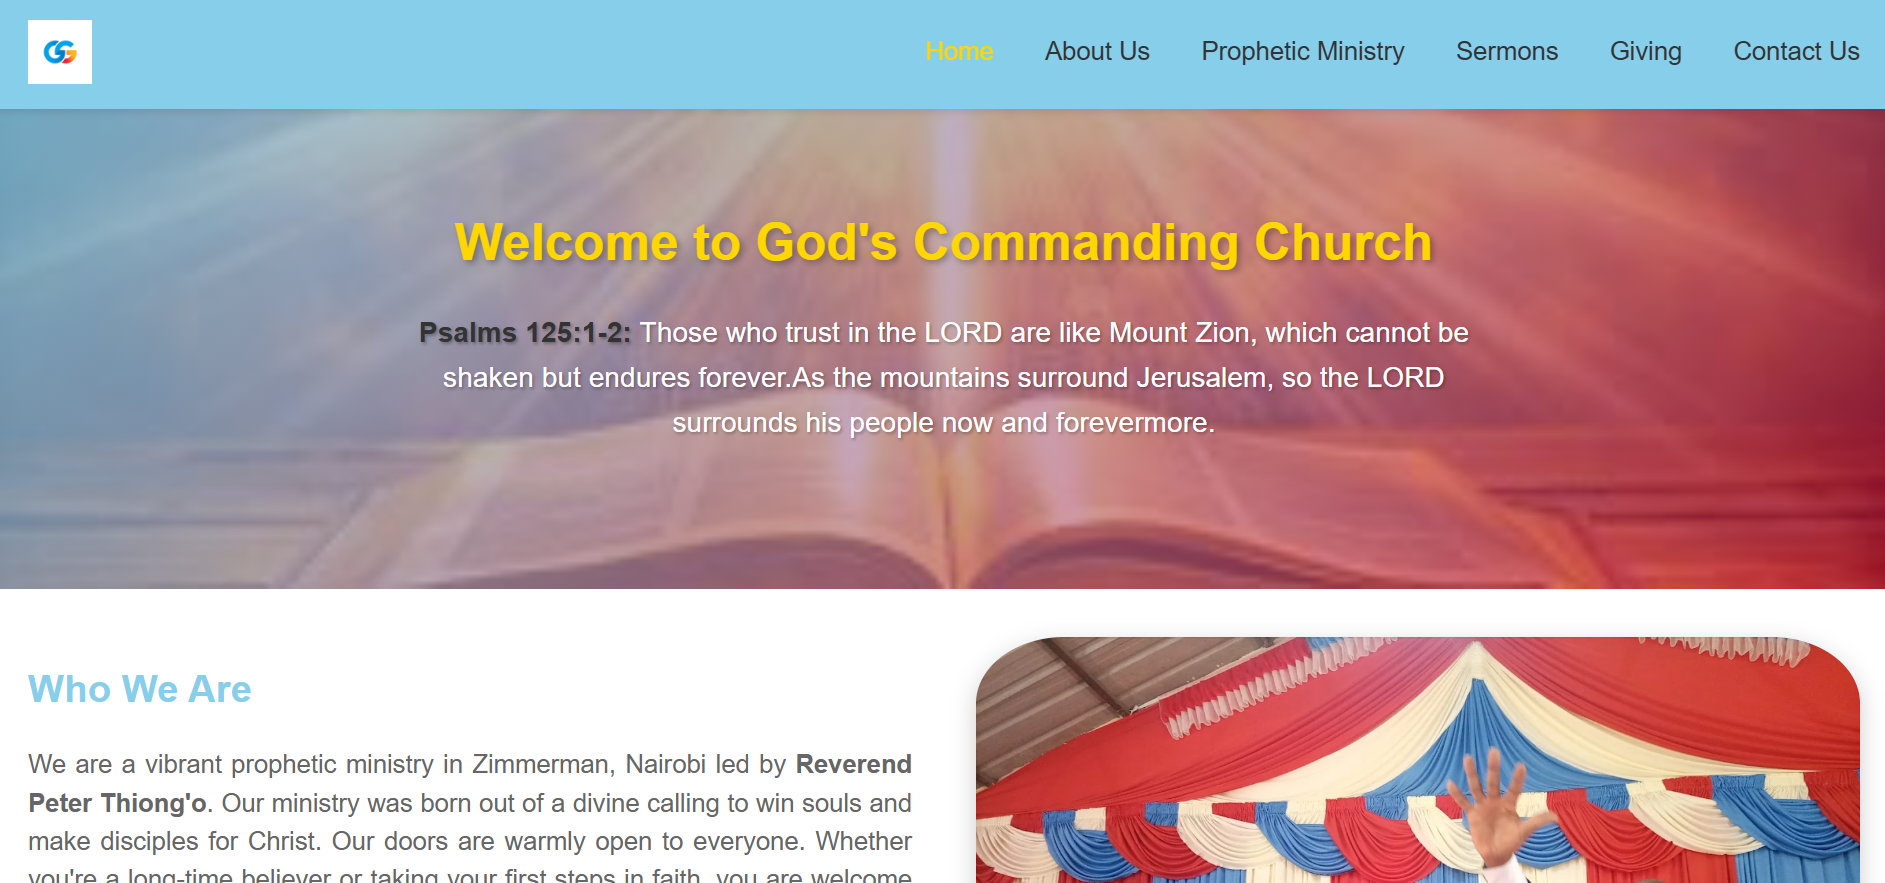 GG
Home About Us Prophetic Ministry Sermons Giving Contact Us
Welcome to God's Commanding Church
Psalms 125:1-2: Those who trust in the LORD are like Mount Zion, which cannot be
shaken but endures forever.As the mountains surround Jerusalem, so the LORD
surrounds his people now and forevermore.
Who We Are
We are a vibrant prophetic ministry in Zimmerman, Nairobi led by Reverend
Peter Thiong'o. Our ministry was born out of a divine calling to win souls and
make disciples for Christ. Our doors are warmly open to everyone. Whether
you're a long-time believer or taking your first steps in faith, you are welcome